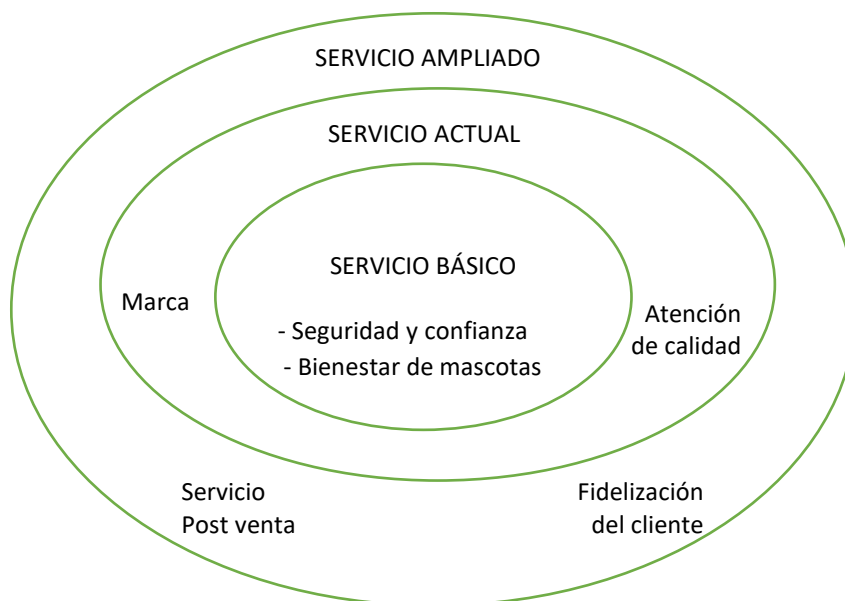 SERVICIO AMPLIADO
SERVICIO ACTUAL
SERVICIO BÁSICO
Marca
- Seguridad y confianza
- Bienestar de mascotas
Atención
de calidad
Servicio
Post venta
Fidelización
del cliente